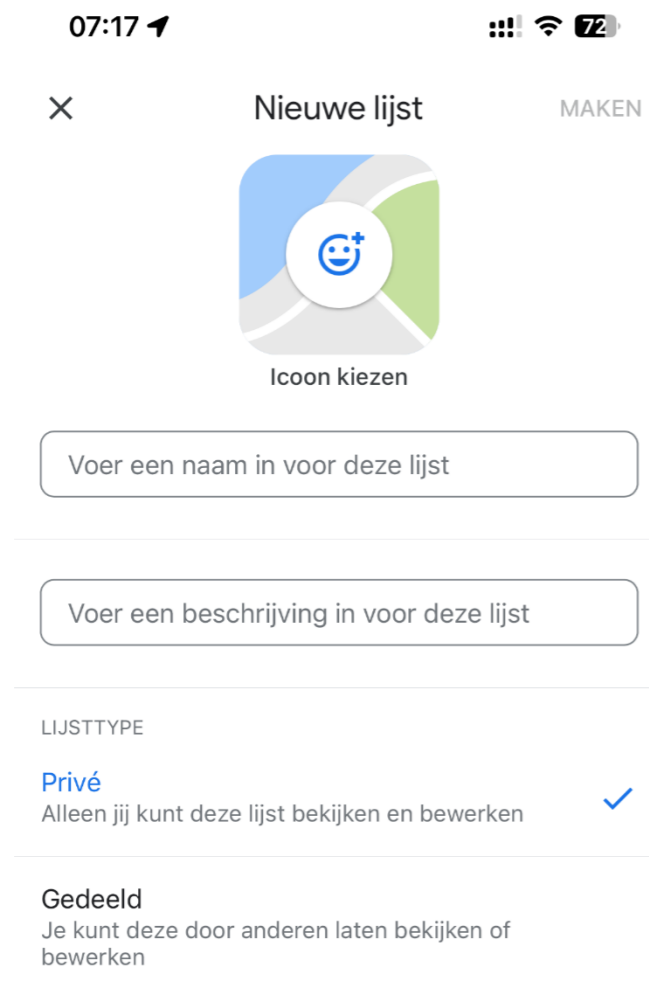 07:17
72
Nieuwe lijst
MAKEN
Icoon kiezen
Voer een naam in voor deze lijst
Voer een beschrijving in voor deze lijst
LIJSTTYPE
Privé
Alleen jij kunt deze lijst bekijken en bewerken
Gedeeld
Je kunt deze door anderen laten bekijken of
bewerken